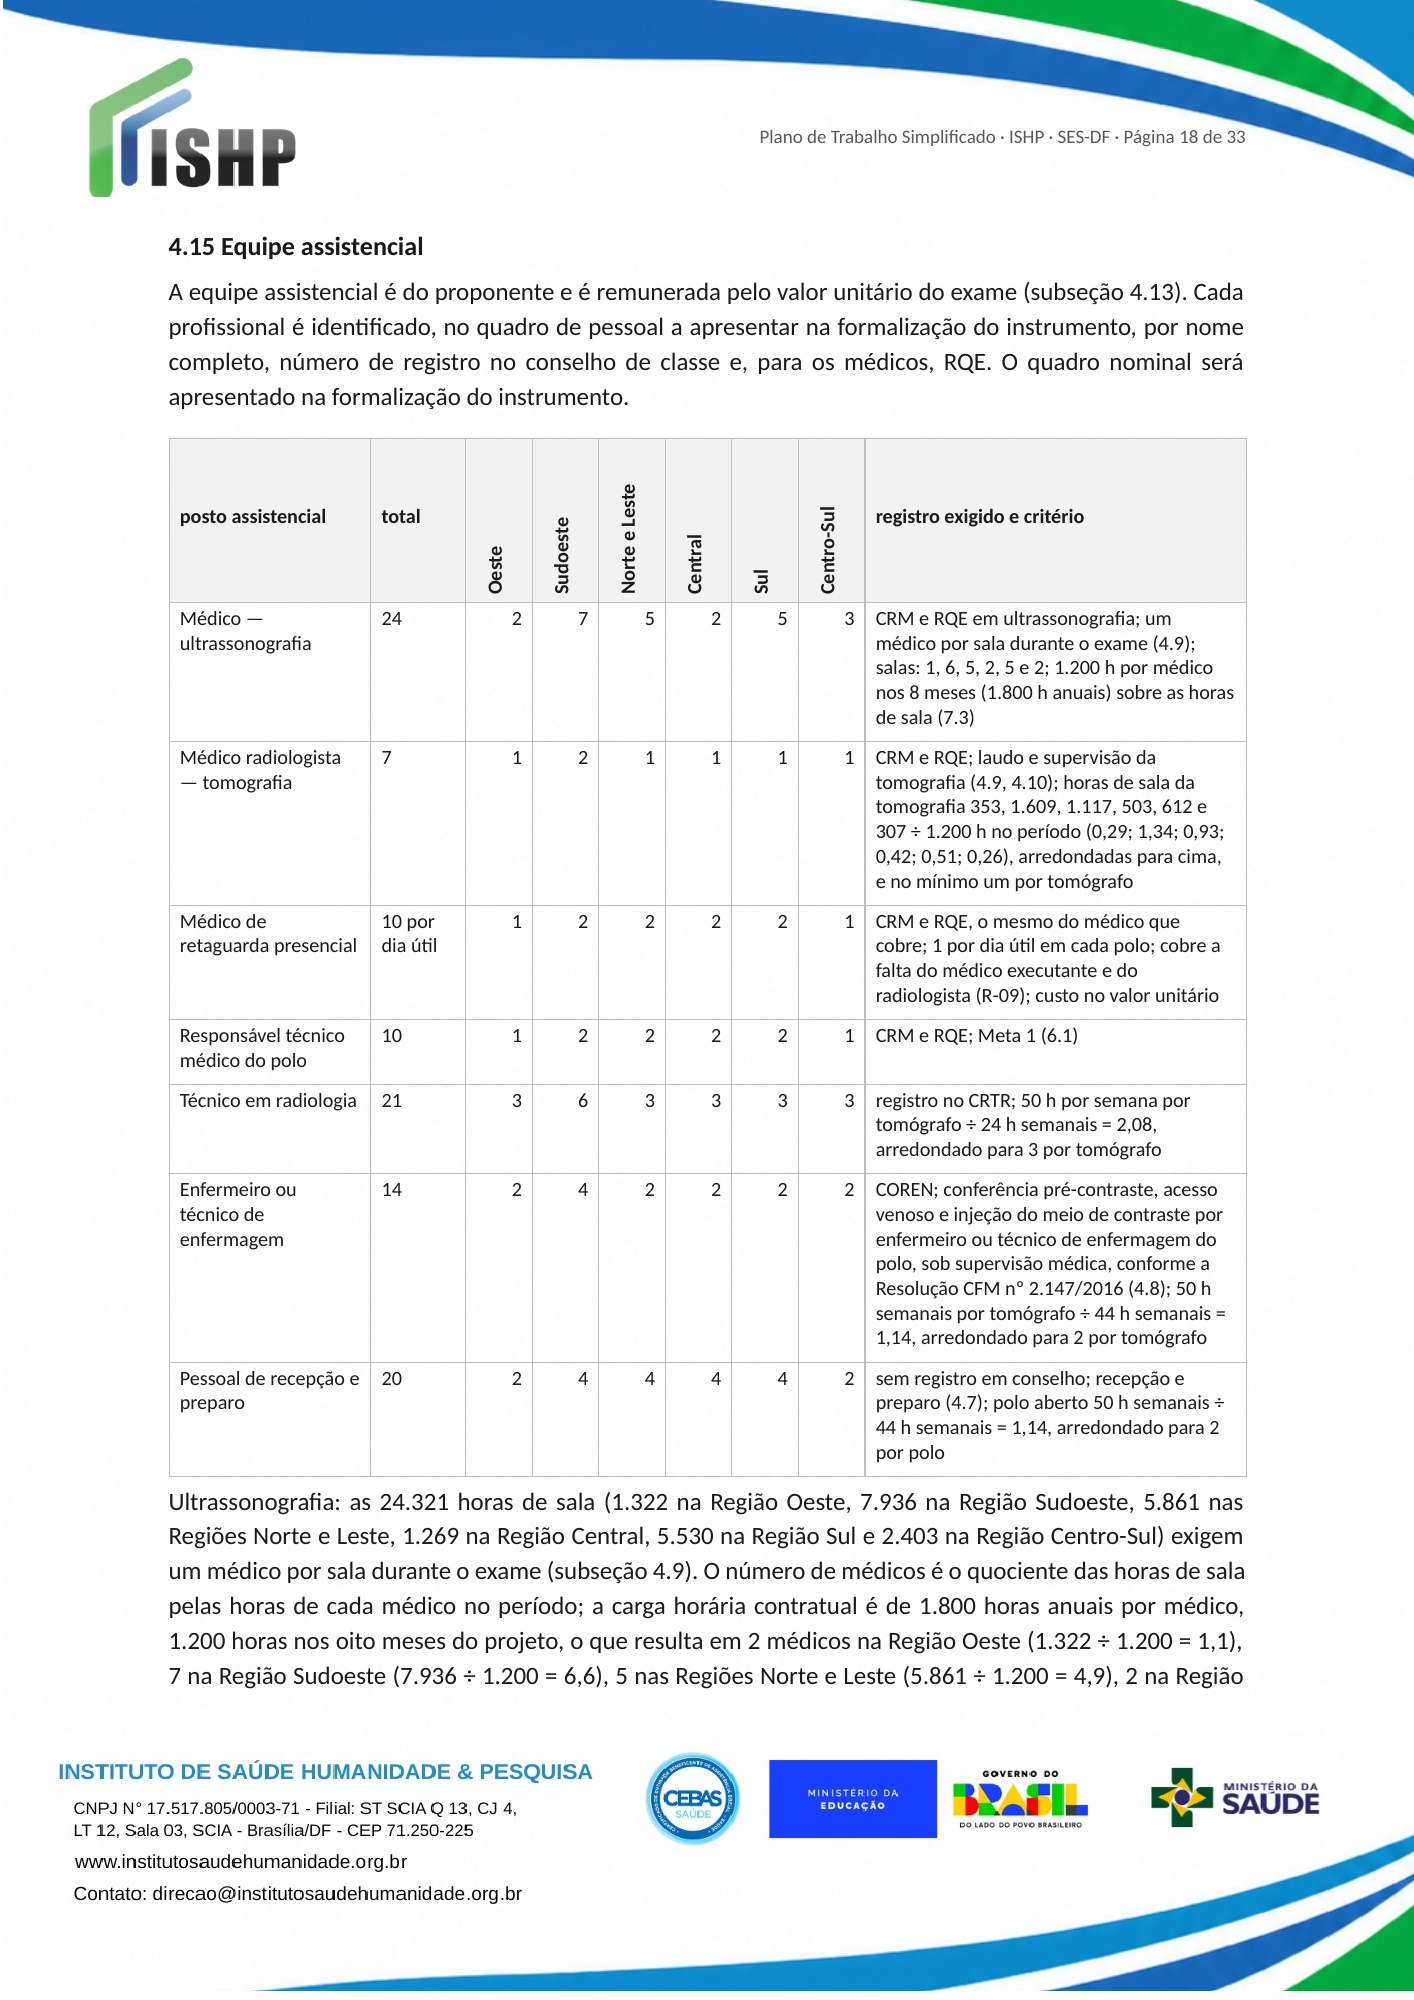 ISHP
Plano de Trabalho Simplificado · ISHP · SES-DF · Página 18 de 33
4.15 Equipe assistencial
A equipe assistencial é do proponente e é remunerada pelo valor unitário do exame (subseção 4.13). Cada
profissional é identificado, no quadro de pessoal a apresentar na formalização do instrumento, por nome
completo, número de registro no conselho de classe e, para os médicos, RQE. O quadro nominal será
apresentado na formalização do instrumento.
posto assistencial total Oeste Sudoeste Norte e Leste Central Sul Centro-Sul registro exigido e critério
Médico — 24 2 7 5 2 5 3 CRM e RQE em ultrassonografia; um
ultrassonografia médico por sala durante o exame (4.9);
salas: 1, 6, 5, 2, 5 e 2; 1.200 h por médico
nos 8 meses (1.800 h anuais) sobre as horas
de sala (7.3)
Médico radiologista 7 1 2 1 1 1 1 CRM e RQE; laudo e supervisão da
— tomografia tomografia (4.9, 4.10); horas de sala da
tomografia 353, 1.609, 1.117, 503, 612 e
307 ÷ 1.200 h no período (0,29; 1,34; 0,93;
0,42; 0,51; 0,26), arredondadas para cima,
e no mínimo um por tomógrafo
Médico de 10 por 1 2 2 2 2 1 CRM e RQE, o mesmo do médico que
retaguarda presencial dia útil cobre; 1 por dia útil em cada polo; cobre a
falta do médico executante e do
radiologista (R-09); custo no valor unitário
Responsável técnico 10 1 2 2 2 2 1 CRM e RQE; Meta 1 (6.1)
médico do polo
Técnico em radiologia 21 3 6 3 3 3 3 registro no CRTR; 50 h por semana por
tomógrafo ÷ 24 h semanais = 2,08,
arredondado para 3 por tomógrafo
Enfermeiro ou 14 2 4 2 2 2 2 COREN; conferência pré-contraste, acesso
técnico de venoso e injeção do meio de contraste por
enfermagem enfermeiro ou técnico de enfermagem do
polo, sob supervisão médica, conforme a
Resolução CFM nº 2.147/2016 (4.8); 50 h
semanais por tomógrafo ÷ 44 h semanais =
1,14, arredondado para 2 por tomógrafo
Pessoal de recepção e 20 2 4 4 4 4 2 sem registro em conselho; recepção e
preparo preparo (4.7); polo aberto 50 h semanais ÷
44 h semanais = 1,14, arredondado para 2
por polo
Ultrassonografia: as 24.321 horas de sala (1.322 na Região Oeste, 7.936 na Região Sudoeste, 5.861 nas
Regiões Norte e Leste, 1.269 na Região Central, 5.530 na Região Sul e 2.403 na Região Centro-Sul) exigem
um médico por sala durante o exame (subseção 4.9). O número de médicos é o quociente das horas de sala
pelas horas de cada médico no período; a carga horária contratual é de 1.800 horas anuais por médico,
1.200 horas nos oito meses do projeto, o que resulta em 2 médicos na Região Oeste (1.322 ÷ 1.200 = 1,1),
7 na Região Sudoeste (7.936 ÷ 1.200 = 6,6), 5 nas Regiões Norte e Leste (5.861 ÷ 1.200 = 4,9), 2 na Região
INSTITUTO DE SAÚDE HUMANIDADE & PESQUISA
CNPJ N° 17.517.805/0003-71 - Filial: ST SCIA Q 13, CJ 4,
LT 12, Sala 03, SCIA - Brasília/DF - CEP 71.250-225
www.institutosaudehumanidade.org.br
Contato: direcao@institutosaudehumanidade.org.br
CEBAS
SAÚDE
MINISTÉRIO DA
EDUCAÇÃO
GOVERNO DO
BRASIL
DO LADO DO POVO BRASILEIRO
MINISTÉRIO DA
SAÚDE